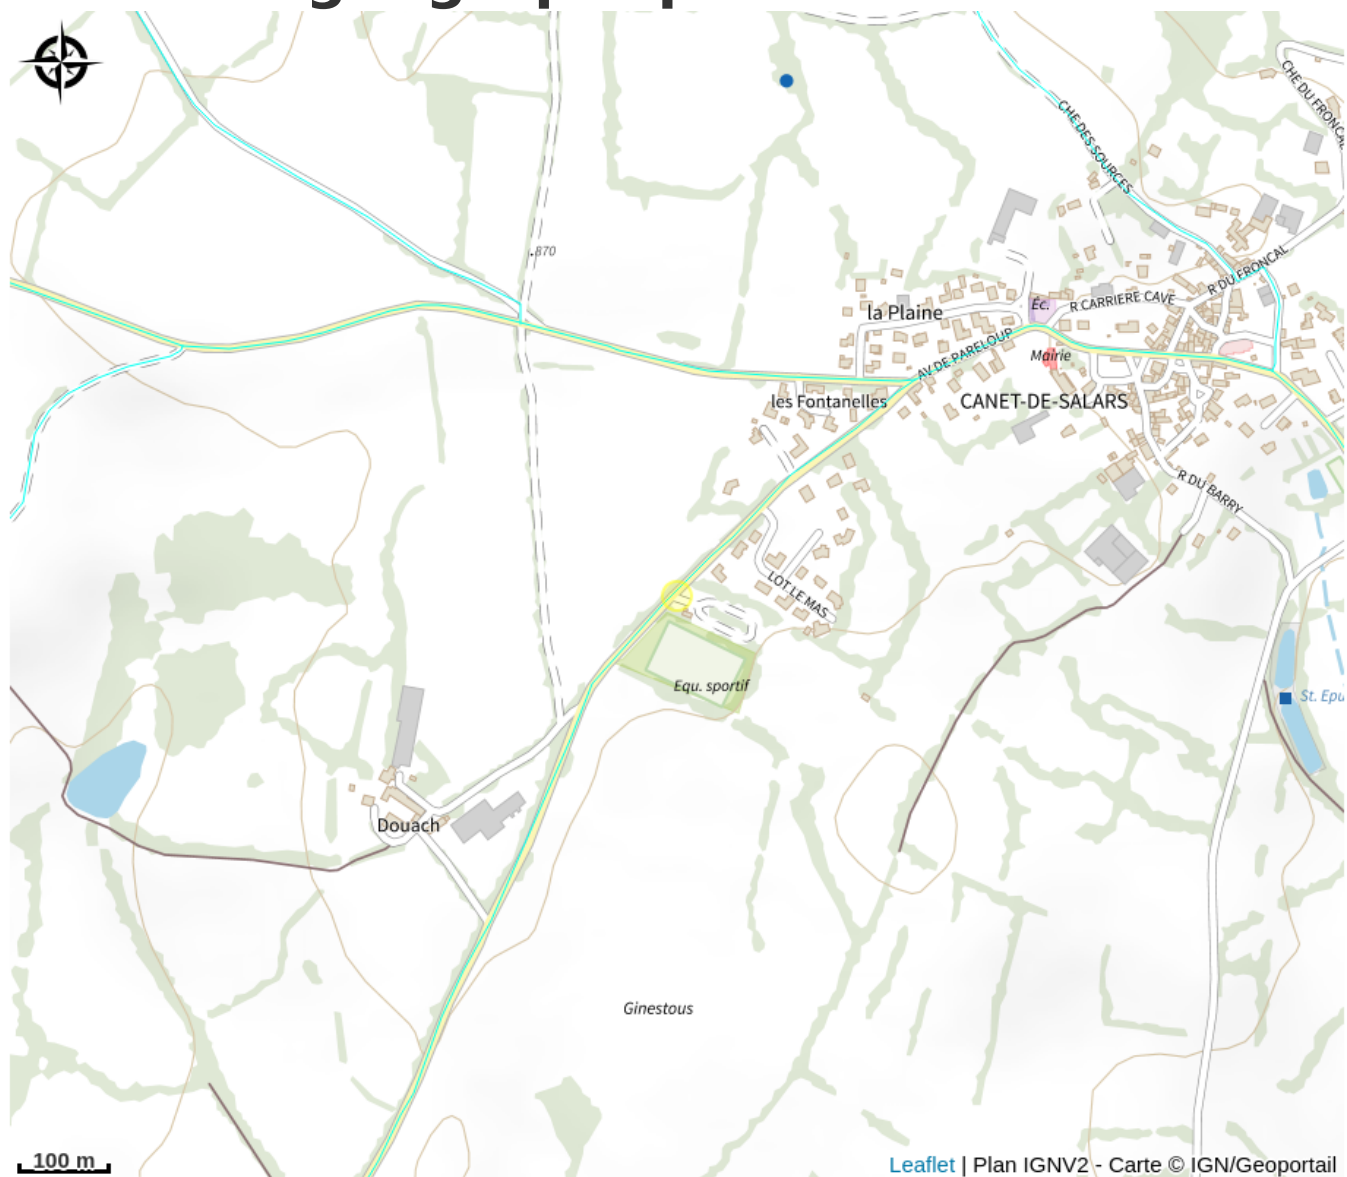 CHE DU FRONCAL
CHE DES SOURCES
870
R DU FRONCAL
Éc.
R CARRIERE CAVE
la Plaine
AV DE PARELOUP
Mairie
les Fontanelles
CANET-DE-SALARS
R DU BARRY
LOT LE MAS
Equ. sportif
St. Epu
Douach
Ginestous
100 m
Leaflet | Plan IGNV2 - Carte © IGN/Geoportail